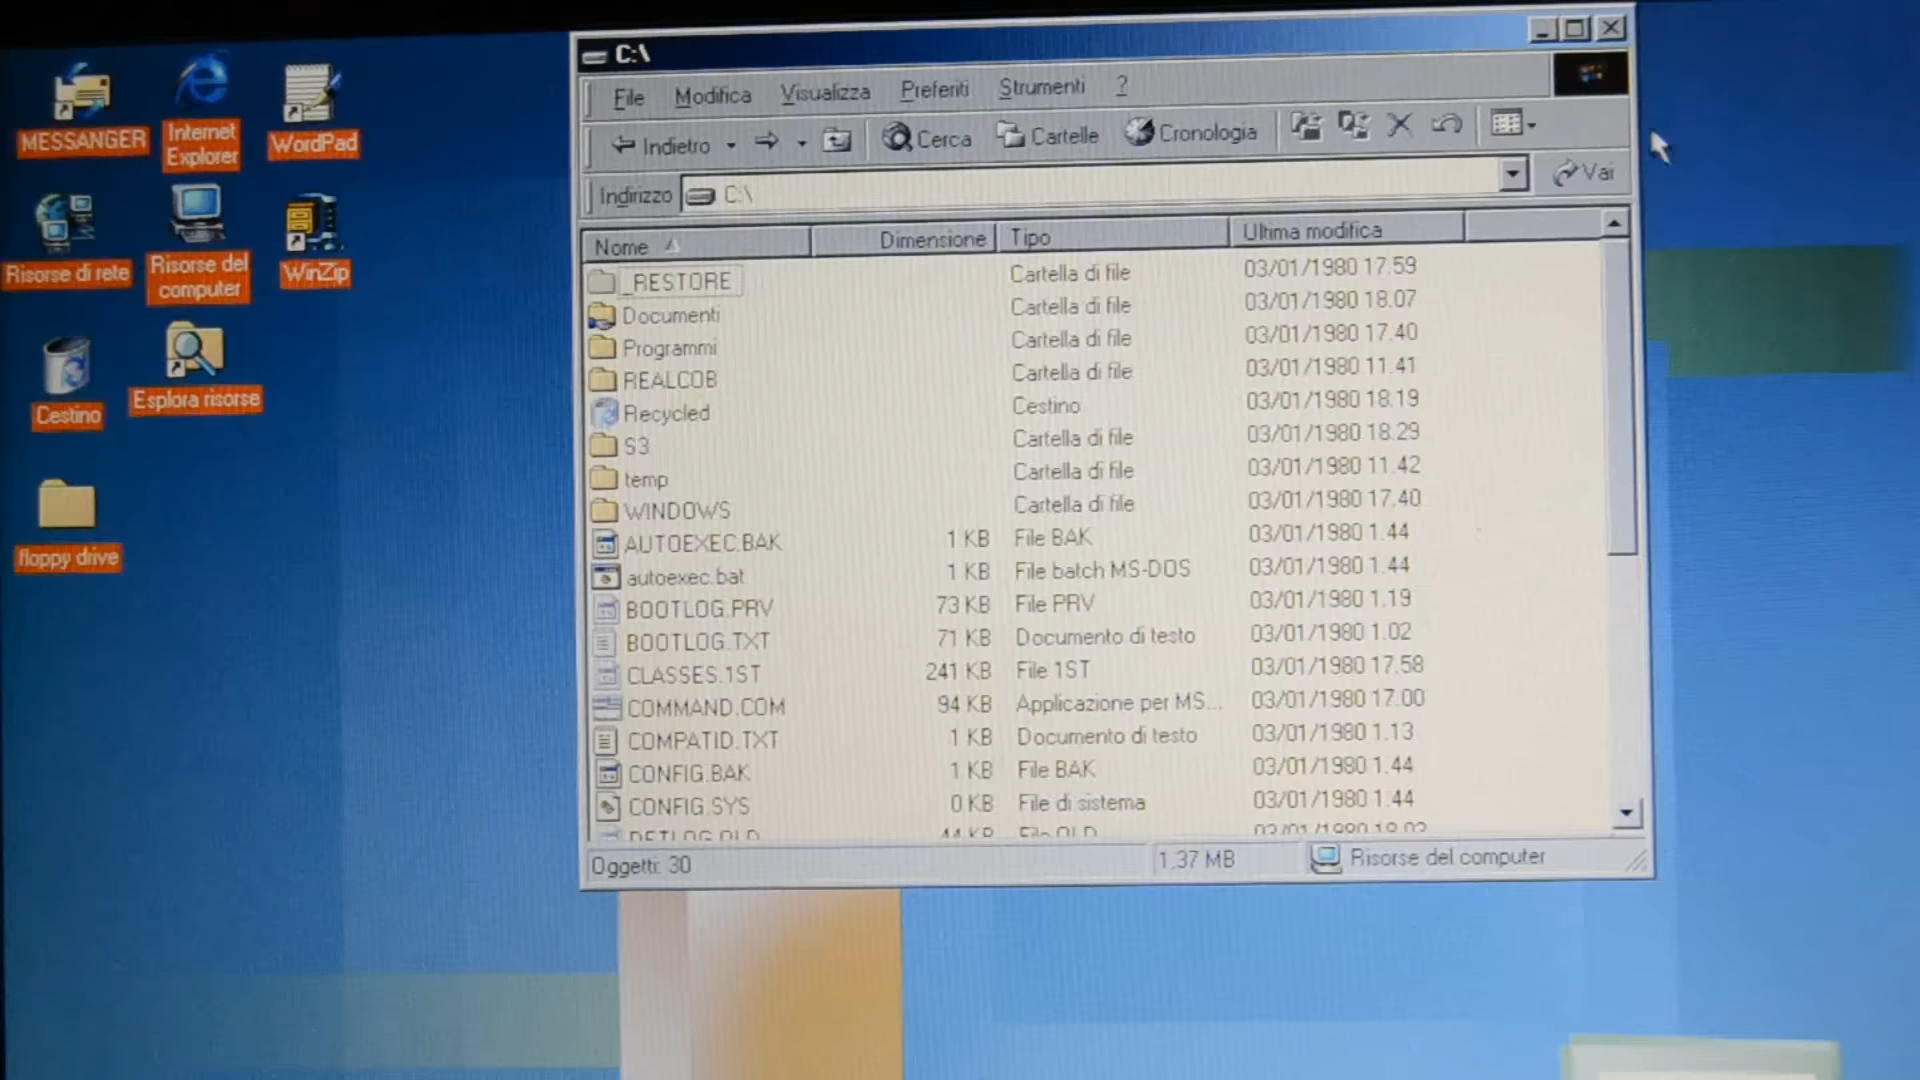 MESSANGER
Internet
Explorer
WordPad
Risorse di rete
Risorse del
computer
WinZip
Cestino
Esplora risorse
floppy drive
C:\
File Modifica Visualizza Preferiti Strumenti ?
Indietro Cerca Cartelle Cronologia
Indirizzo C:\ Vai
Nome Dimensione Tipo Ultima modifica
_RESTORE Cartella di file 03/01/1980 17.59
Documenti Cartella di file 03/01/1980 18.07
Programmi Cartella di file 03/01/1980 17.40
REALCOB Cartella di file 03/01/1980 11.41
Recycled Cestino 03/01/1980 18.19
S3 Cartella di file 03/01/1980 18.29
temp Cartella di file 03/01/1980 11.42
WINDOWS Cartella di file 03/01/1980 17.40
AUTOEXEC.BAK 1 KB File BAK 03/01/1980 1.44
autoexec.bat 1 KB File batch MS-DOS 03/01/1980 1.44
BOOTLOG.PRV 73 KB File PRV 03/01/1980 1.19
BOOTLOG.TXT 71 KB Documento di testo 03/01/1980 1.02
CLASSES.1ST 241 KB File 1ST 03/01/1980 17.58
COMMAND.COM 94 KB Applicazione per MS... 03/01/1980 17.00
COMPATID.TXT 1 KB Documento di testo 03/01/1980 1.13
CONFIG.BAK 1 KB File BAK 03/01/1980 1.44
CONFIG.SYS 0 KB File di sistema 03/01/1980 1.44
DETLOG.OLD 44 KB File OLD 03/01/1980 18.02
Oggetti: 30 1.37 MB Risorse del computer